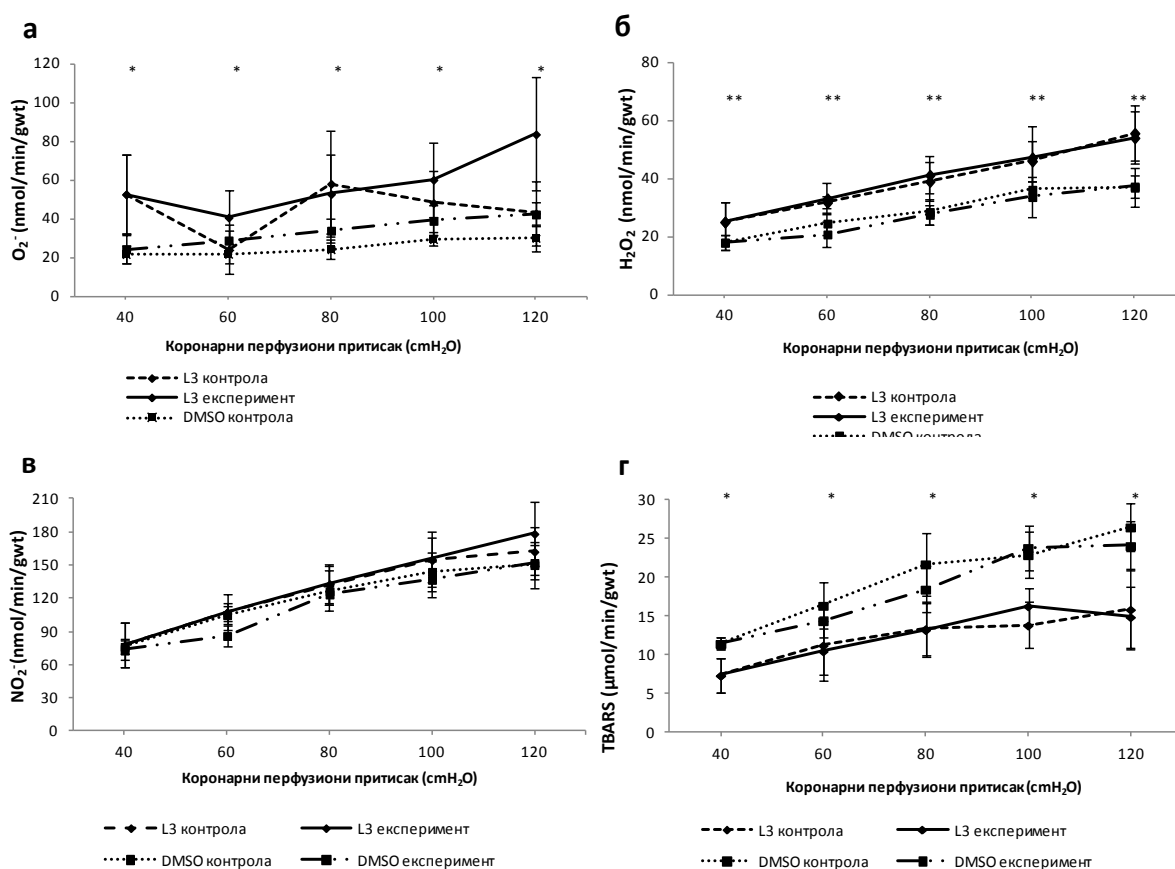 а
O₂⁻ (nmol/min/gwt)
120
100
80
60
40
20
0
* * * * *
40 60 80 100 120
Коронарни перфузиони притисак (cmH₂O)
L3 контрола
L3 експеримент
DMSO контрола
б
H₂O₂ (nmol/min/gwt)
80
60
40
20
0
** ** ** ** **
40 60 80 100 120
Коронарни перфузиони притисак (cmH₂O)
L3 контрола
L3 експеримент
DMSO контрола
в
NO₂⁻ (nmol/min/gwt)
210
180
150
120
90
60
30
0
40 60 80 100 120
Коронарни перфузиони притисак (cmH₂O)
L3 контрола L3 експеримент
DMSO контрола DMSO експеримент
г
TBARS (μmol/min/gwt)
30
25
20
15
10
5
0
* * * * *
40 60 80 100 120
Коронарни перфузиони притисак (cmH₂O)
L3 контрола L3 експеримент
DMSO контрола DMSO експеримент